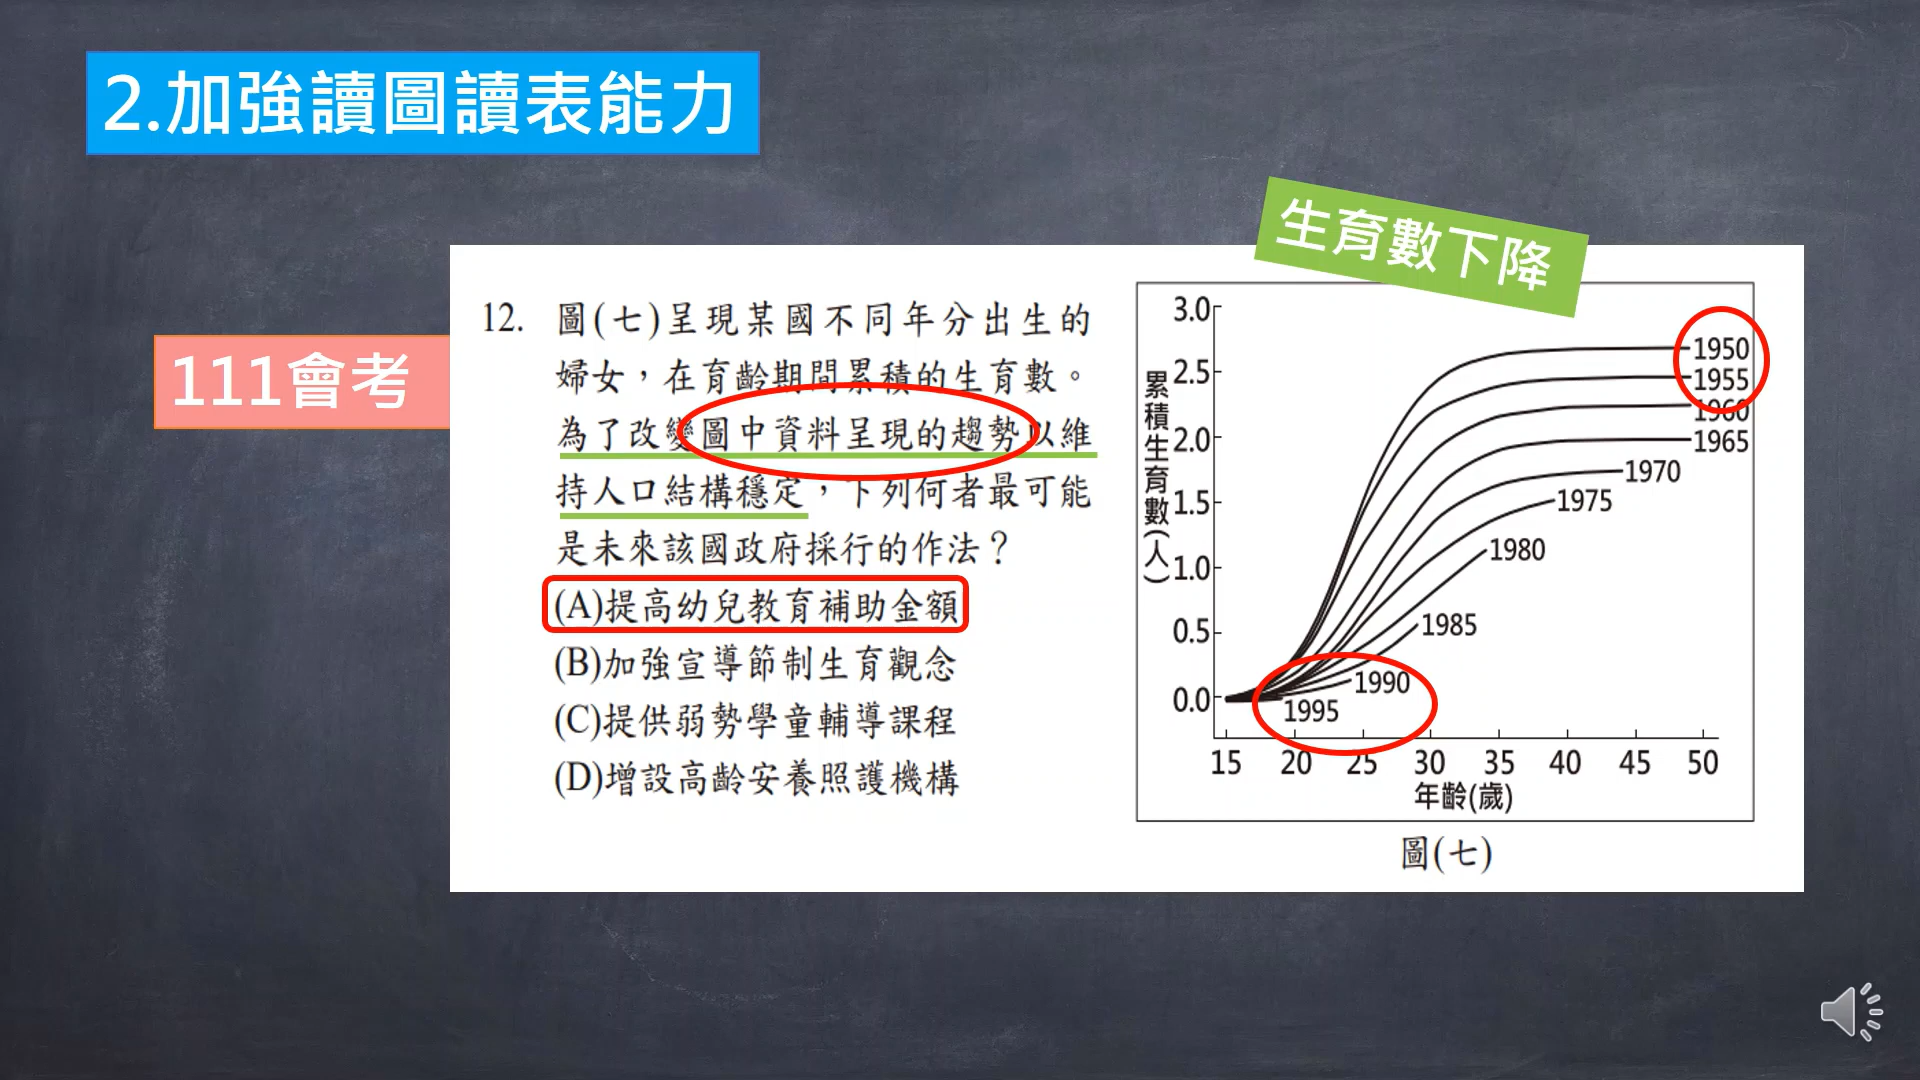 2.加強讀圖讀表能力
生育數下降
111會考
12. 圖(七)呈現某國不同年分出生的
婦女，在育齡期間累積的生育數。
為了改變圖中資料呈現的趨勢以維
持人口結構穩定，下列何者最可能
是未來該國政府採行的作法？
(A)提高幼兒教育補助金額
(B)加強宣導節制生育觀念
(C)提供弱勢學童輔導課程
(D)增設高齡安養照護機構
累積生育數(人)
3.0
2.5
2.0
1.5
1.0
0.5
0.0
1950
1955
1960
1965
1970
1975
1980
1985
1990
1995
15 20 25 30 35 40 45 50
年齡(歲)
圖(七)